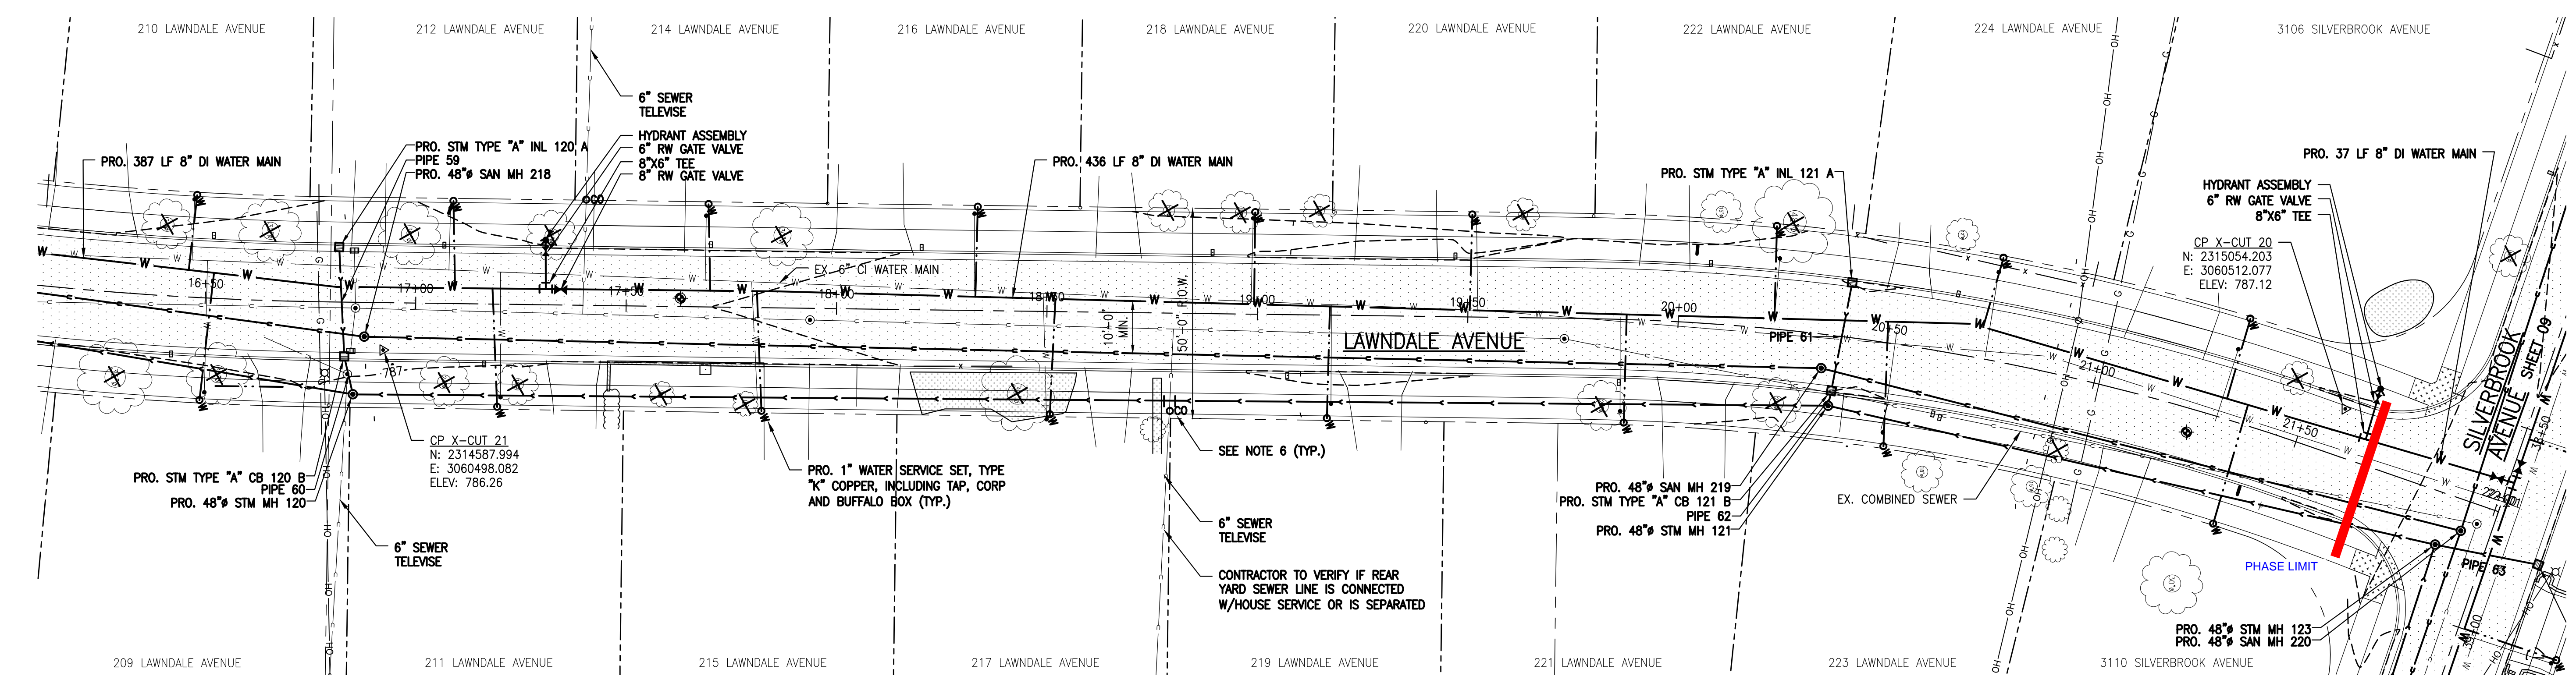 210 LAWNDALE AVENUE
212 LAWNDALE AVENUE
214 LAWNDALE AVENUE
216 LAWNDALE AVENUE
218 LAWNDALE AVENUE
220 LAWNDALE AVENUE
222 LAWNDALE AVENUE
224 LAWNDALE AVENUE
3106 SILVERBROOK AVENUE
6" SEWER
TELEVISE
HYDRANT ASSEMBLY
6" RW GATE VALVE
8"X6" TEE
8" RW GATE VALVE
PRO. STM TYPE "A" INL 120 A
PIPE 59
PRO. 48"ø SAN MH 218
PRO. 387 LF 8" DI WATER MAIN
PRO. 436 LF 8" DI WATER MAIN
PRO. STM TYPE "A" INL 121 A
PRO. 37 LF 8" DI WATER MAIN
HYDRANT ASSEMBLY
6" RW GATE VALVE
8"X6" TEE
CP X-CUT 20
N: 2315054.203
E: 3060512.077
ELEV: 787.12
CO
EX. 6" CI WATER MAIN
16+50
17+00
17+50
18+00
18+50
19+00
19+50
20+00
20+50
21+00
21+50
10'-0"
MIN.
50'-0" R.O.W.
LAWNDALE AVENUE
PIPE 61
SILVERBROOK
AVENUE SHEET 09
38+50
39+00
787
CO
CP X-CUT 21
N: 2314587.994
E: 3060498.082
ELEV: 786.26
PRO. STM TYPE "A" CB 120 B
PIPE 60
PRO. 48"ø STM MH 120
6" SEWER
TELEVISE
PRO. 1" WATER SERVICE SET, TYPE
"K" COPPER, INCLUDING TAP, CORP
AND BUFFALO BOX (TYP.)
SEE NOTE 6 (TYP.)
6" SEWER
TELEVISE
CONTRACTOR TO VERIFY IF REAR
YARD SEWER LINE IS CONNECTED
W/HOUSE SERVICE OR IS SEPARATED
PRO. 48"ø SAN MH 219
PRO. STM TYPE "A" CB 121 B
PIPE 62
PRO. 48"ø STM MH 121
EX. COMBINED SEWER
PHASE LIMIT
PIPE 63
PRO. 48"ø STM MH 123
PRO. 48"ø SAN MH 220
209 LAWNDALE AVENUE
211 LAWNDALE AVENUE
215 LAWNDALE AVENUE
217 LAWNDALE AVENUE
219 LAWNDALE AVENUE
221 LAWNDALE AVENUE
223 LAWNDALE AVENUE
3110 SILVERBROOK AVENUE